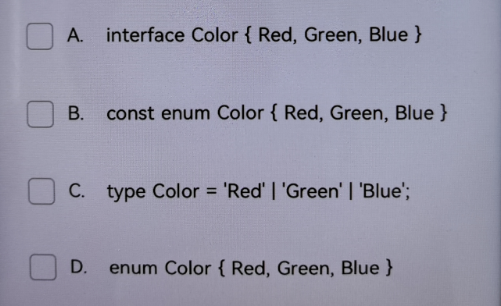 A. interface Color { Red, Green, Blue }
B. const enum Color { Red, Green, Blue }
C. type Color = 'Red' | 'Green' | 'Blue';
D. enum Color { Red, Green, Blue }